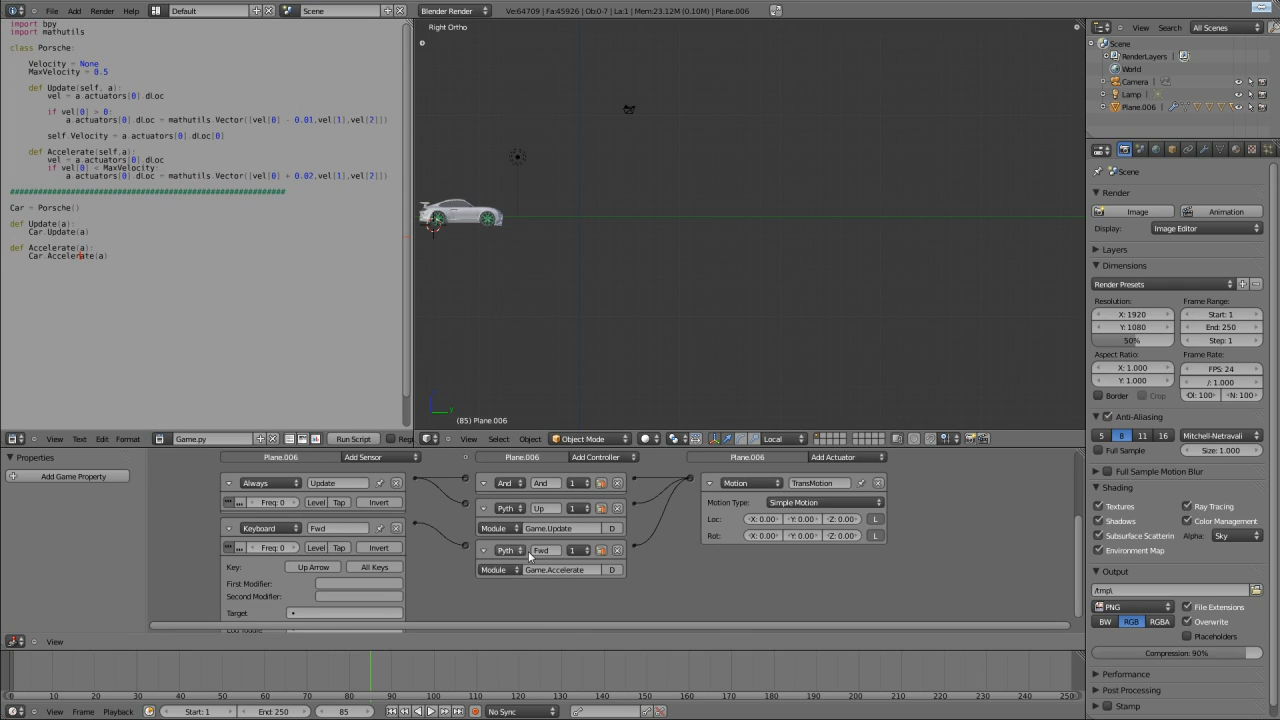 File Add Render Help Default Scene Blender Render Ve:64709 | Fa:45926 | Ob:0-7 | La:1 | Mem:23.12M (0.10M) | Plane.006
import bpy
import mathutils
class Porsche:
Velocity = None
MaxVelocity = 0.5
def Update(self, a):
vel = a.actuators[0].dLoc
if vel[0] > 0:
a.actuators[0].dLoc = mathutils.Vector([vel[0] - 0.01,vel[1],vel[2]])
self.Velocity = a.actuators[0].dLoc[0]
def Accelerate(self,a):
vel = a.actuators[0].dLoc
if vel[0] < MaxVelocity:
a.actuators[0].dLoc = mathutils.Vector([vel[0] + 0.02,vel[1],vel[2]])
Car = Porsche()
def Update(a):
Car.Update(a)
def Accelerate(a):
Car.Accelerate(a)
View Text Edit Format Game.py Run Script Reg
Right Ortho
y
(85) Plane.006
View Select Object Object Mode Local
View Search All Scenes
Scene
RenderLayers
World
Camera
Lamp
Plane.006
Scene
Render
Image Animation
Display: Image Editor
Layers
Dimensions
Render Presets
Resolution: Frame Range:
X: 1920 Start: 1
Y: 1080 End: 250
50% Step: 1
Aspect Ratio: Frame Rate:
X: 1.000 FPS: 24
Y: 1.000 /: 1.000
Border Crop :Ol: 100 N: 100
Anti-Aliasing
5 8 11 16 Mitchell-Netravali
Full Sample Size: 1.000
Full Sample Motion Blur
Shading
Textures Ray Tracing
Shadows Color Management
Subsurface Scatterin Alpha: Sky
Environment Map
Output
/tmp\
PNG File Extensions
BW RGB RGBA Overwrite
Placeholders
Compression: 90%
Performance
Post Processing
Stamp
Properties
Add Game Property
Plane.006 Add Sensor Plane.006 Add Controller Plane.006 Add Actuator
Always Update
Freq: 0 Level Tap Invert
Keyboard Fwd
Freq: 0 Level Tap Invert
Key: Up Arrow All Keys
First Modifier:
Second Modifier:
Target
And And 1
Pyth Up 1
Module Game.Update D
Pyth Fwd 1
Module Game.Accelerate D
Motion TransMotion
Motion Type: Simple Motion
Loc: X: 0.00 Y: 0.00 Z: 0.00 L
Rot: X: 0.00 Y: 0.00 Z: 0.00 L
View
0 10 20 30 40 50 60 70 80 90 100 110 120 130 140 150 160 170 180 190 200 210 220 230 240 250
View Frame Playback Start: 1 End: 250 85 No Sync